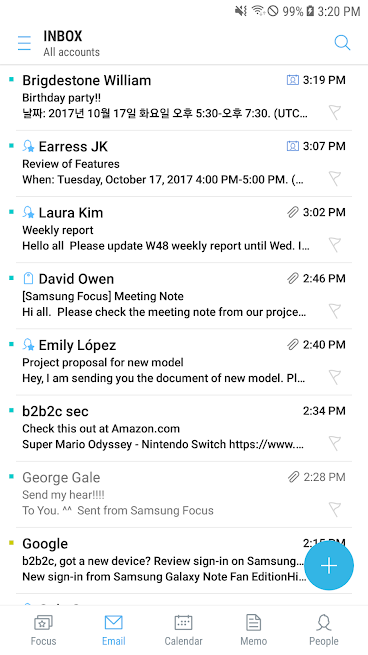 99% 3:20 PM
INBOX
All accounts
Brigdestone William 3:19 PM
Birthday party!!
날짜: 2017년 10월 17일 화요일 오후 5:30-오후 7:30. (UTC...
Earress JK 3:07 PM
Review of Features
When: Tuesday, October 17, 2017 4:00 PM-5:00 PM. (...
Laura Kim 3:02 PM
Weekly report
Hello all  Please update W48 weekly report until Wed. I...
David Owen 2:46 PM
[Samsung Focus] Meeting Note
Hi all.  Please check the meeting note from our projce...
Emily López 2:40 PM
Project proposal for new model
Hey, I am sending you the document of new model. Pl...
b2b2c sec 2:34 PM
Check this out at Amazon.com
Super Mario Odyssey - Nintendo Switch https://www....
George Gale 2:28 PM
Send my hear!!!!
To You. ^^  Sent from Samsung Focus
Google 2:15 PM
b2b2c, got a new device? Review sign-in on Samsung...
New sign-in from Samsung Galaxy Note Fan EditionHi...
Focus
Email
Calendar
Memo
People